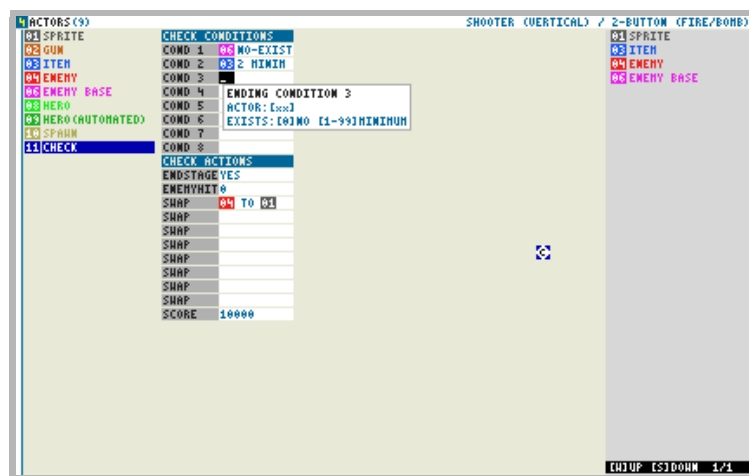 4 ACTORS(9) SHOOTER (VERTICAL) / 2-BUTTON (FIRE/BOMB)
01 SPRITE
02 GUN
03 ITEM
04 ENEMY
06 ENEMY BASE
08 HERO
09 HERO(AUTOMATED)
10 SPAWN
11 CHECK
CHECK CONDITIONS
COND 1 06 NO-EXIST
COND 2 03 2 MINIM
COND 3 _
COND 4
COND 5
COND 6
COND 7
COND 8
ENDING CONDITION 3
ACTOR:[xx]
EXISTS:[0]NO [1-99]MINIMUM
CHECK ACTIONS
ENDSTAGE YES
ENEMYHIT 0
SWAP 04 TO 01
SWAP
SWAP
SWAP
SWAP
SWAP
SWAP
SWAP
SCORE 10000
C
01 SPRITE
03 ITEM
04 ENEMY
06 ENEMY BASE
[W]UP [S]DOWN 1/1